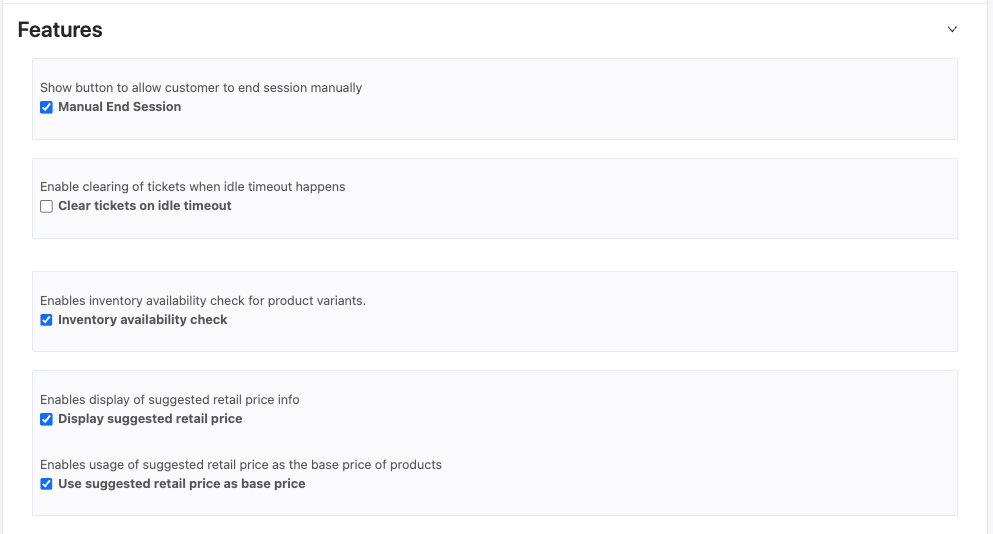 Features
Show button to allow customer to end session manually
Manual End Session
Enable clearing of tickets when idle timeout happens
Clear tickets on idle timeout
Enables inventory availability check for product variants.
Inventory availability check
Enables display of suggested retail price info
Display suggested retail price
Enables usage of suggested retail price as the base price of products
Use suggested retail price as base price